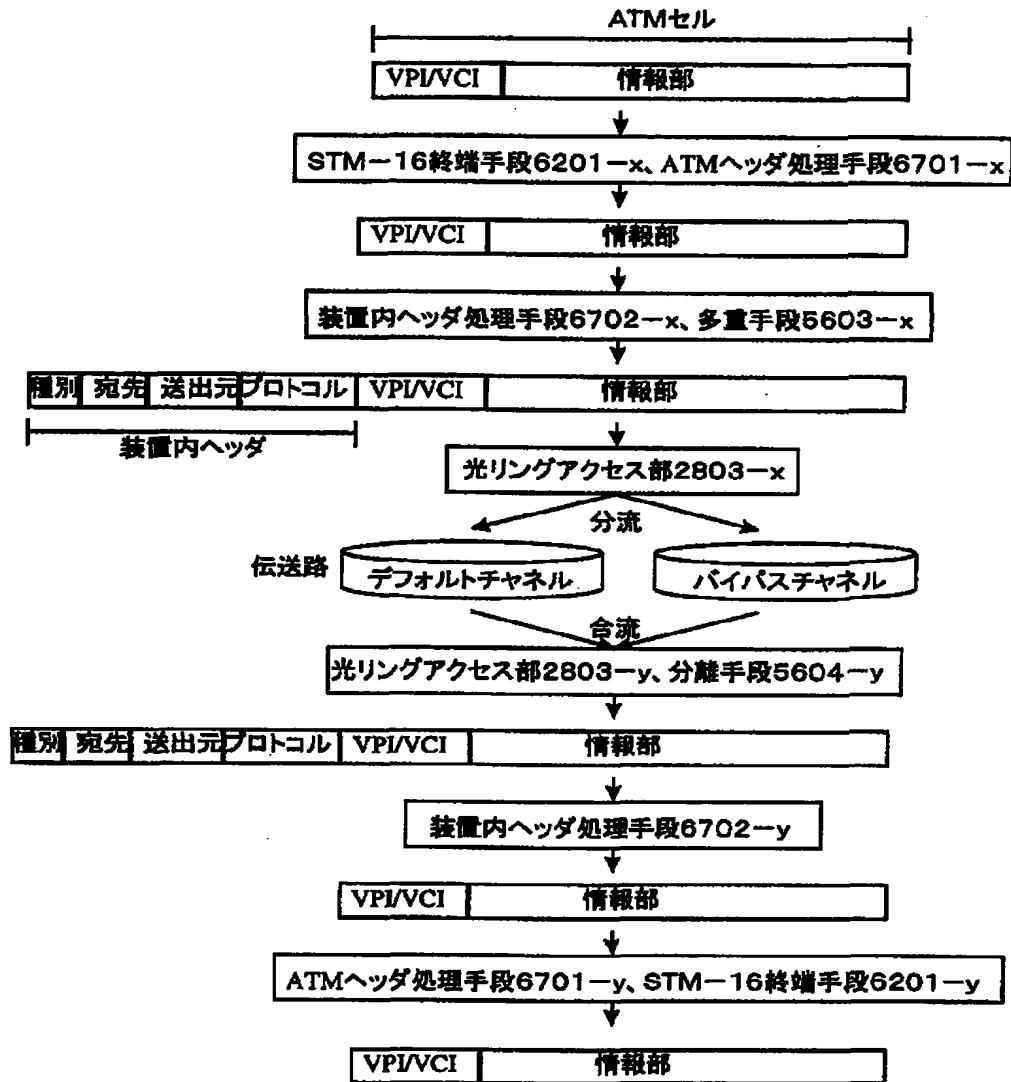 ATMセル
VPI/VCI 情報部
STM－16終端手段6201－x、ATMヘッダ処理手段6701－x
VPI/VCI 情報部
装置内ヘッダ処理手段6702－x、多重手段5603－x
種別 宛先 送出元 プロトコル VPI/VCI 情報部
装置内ヘッダ
光リングアクセス部2803－x
分流
伝送路 デフォルトチャネル バイパスチャネル
合流
光リングアクセス部2803－y、分離手段5604－y
種別 宛先 送出元 プロトコル VPI/VCI 情報部
装置内ヘッダ処理手段6702－y
VPI/VCI 情報部
ATMヘッダ処理手段6701－y、STM－16終端手段6201－y
VPI/VCI 情報部